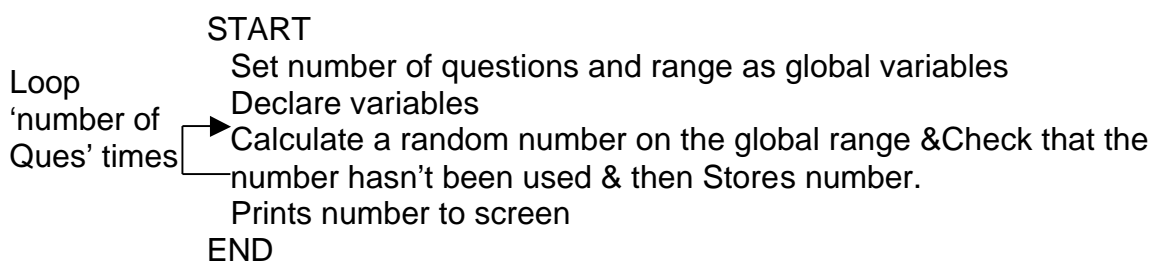 START
Set number of questions and range as global variables
Declare variables
Calculate a random number on the global range &Check that the
number hasn't been used & then Stores number.
Prints number to screen
END
Loop
‘number of
Ques’ times